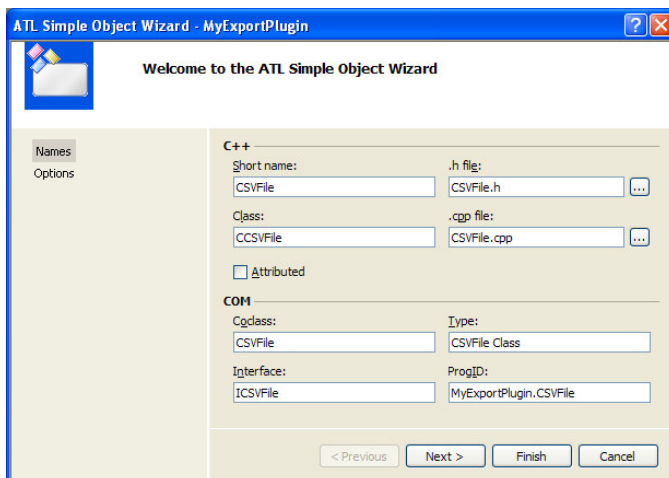 ATL Simple Object Wizard - MyExportPlugin
Welcome to the ATL Simple Object Wizard
Names
Options
C++
Short name: .h file:
CSVFile CSVFile.h ...
Class: .cpp file:
CCSVFile CSVFile.cpp ...
Attributed
COM
Coclass: Type:
CSVFile CSVFile Class
Interface: ProgID:
ICSVFile MyExportPlugin.CSVFile
< Previous Next > Finish Cancel